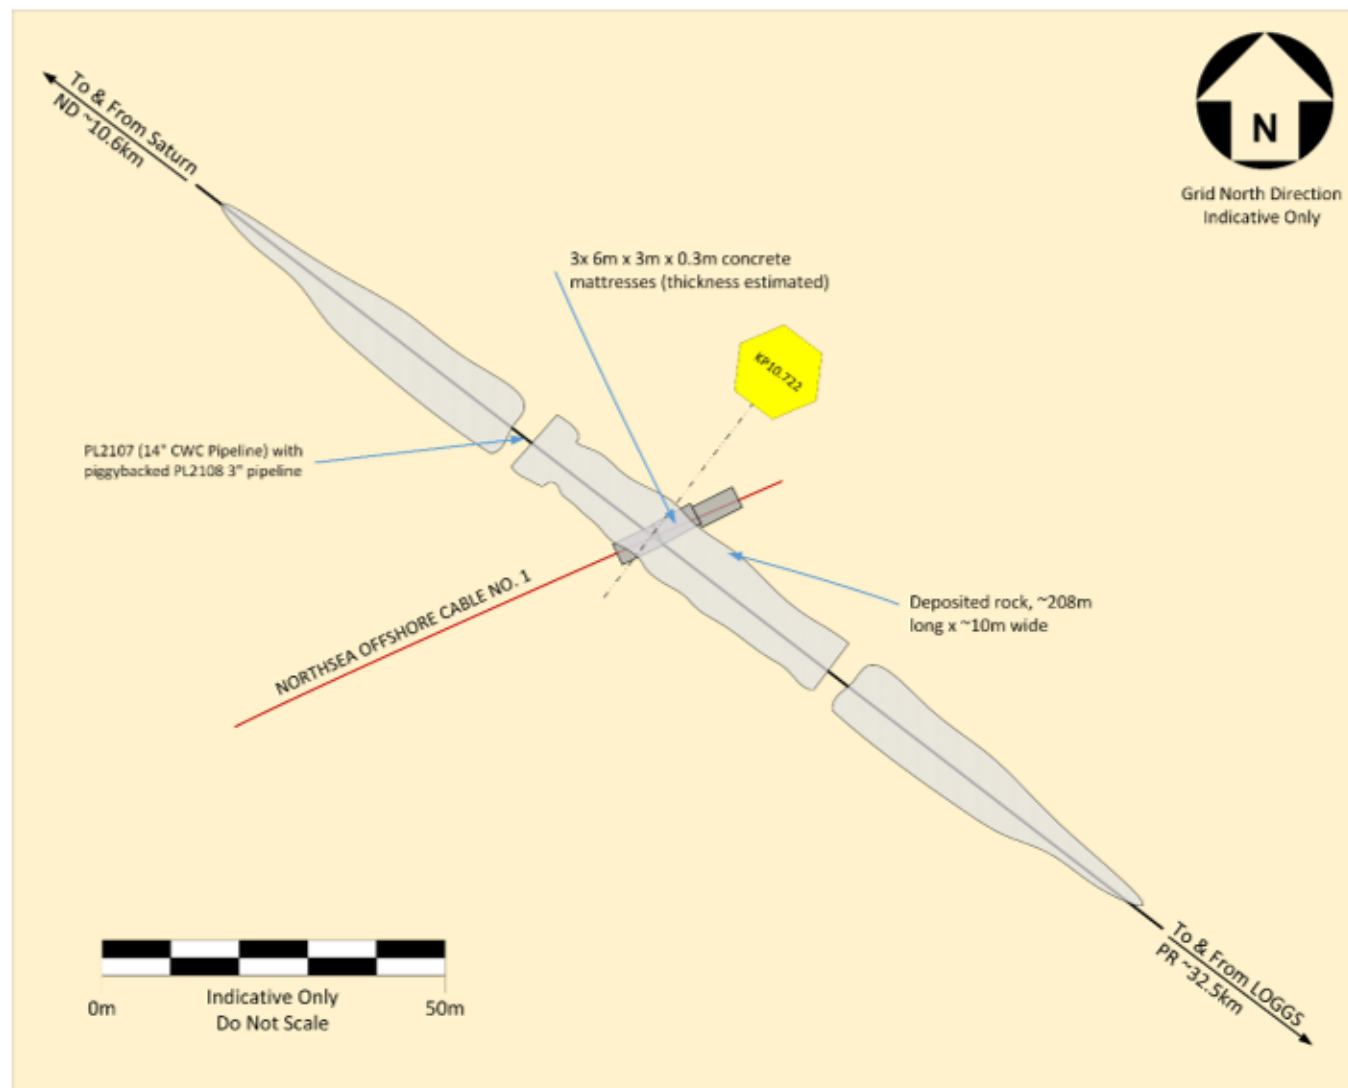 To & From Saturn
ND ~10.6km
N
Grid North Direction
Indicative Only
3x 6m x 3m x 0.3m concrete
mattresses (thickness estimated)
KP10.722
PL2107 (14" CWC Pipeline) with
piggybacked PL2108 3" pipeline
NORTHSEA OFFSHORE CABLE NO. 1
Deposited rock, ~208m
long x ~10m wide
To & From LOGGS
PR ~32.5km
0m
Indicative Only
Do Not Scale
50m